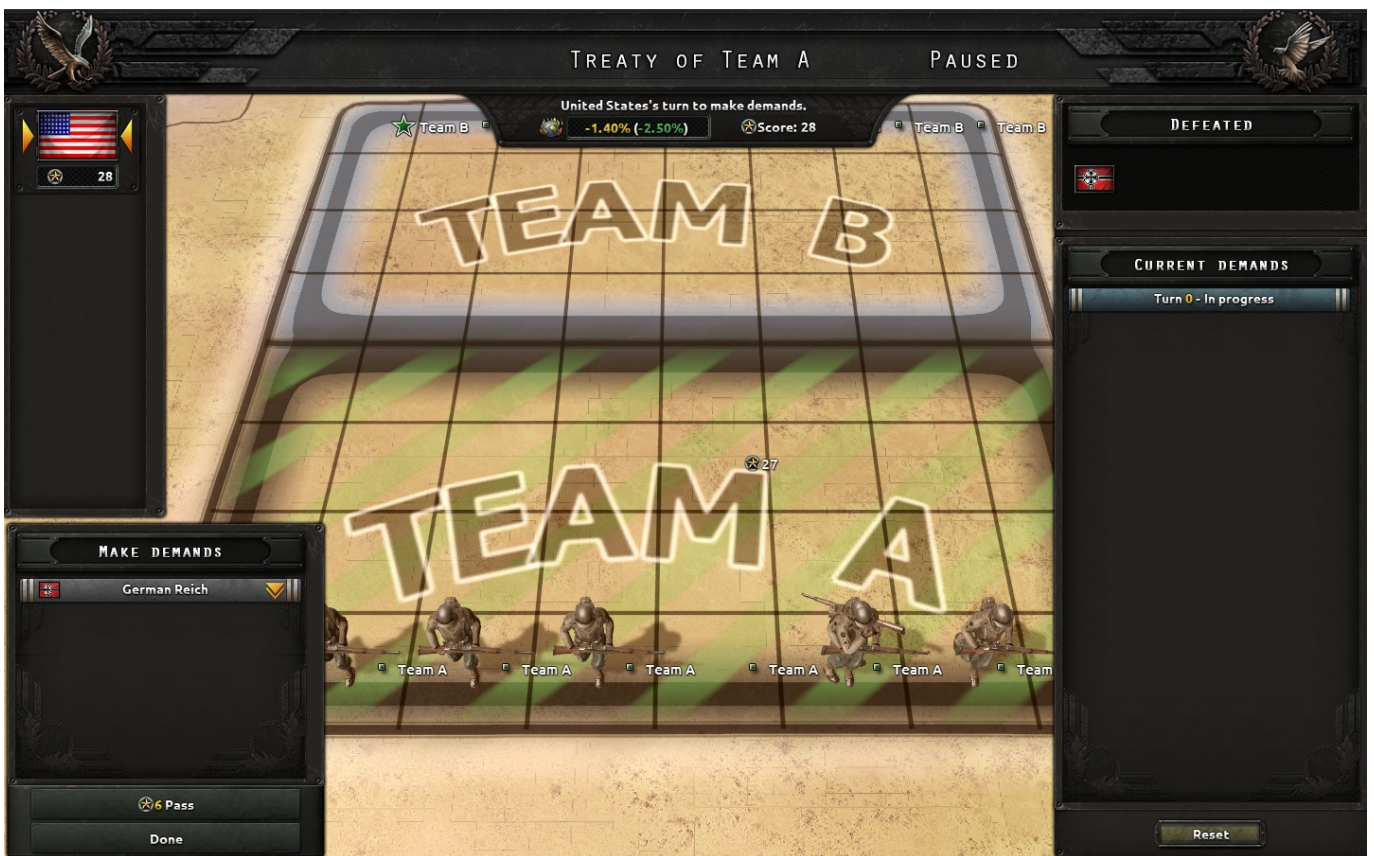 TREATY OF TEAM A PAUSED
United States's turn to make demands.
-1.40% (-2.50%) Score: 28
28
Team B
Team B
Team B
DEFEATED
TEAM B
CURRENT DEMANDS
Turn 0 - In progress
27
TEAM A
MAKE DEMANDS
German Reich
Team A
Team A
Team A
Team A
Team A
Team
6 Pass
Done
Reset